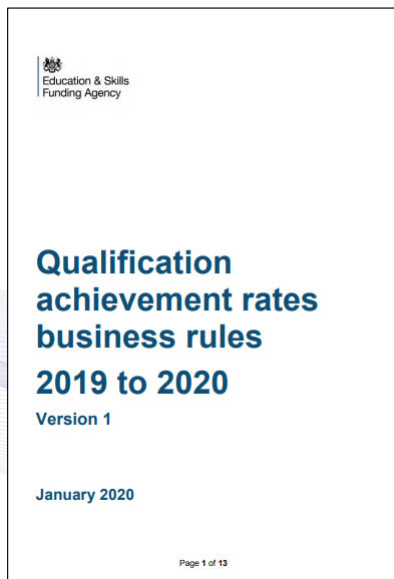 Education & Skills
Funding Agency
Qualification
achievement rates
business rules
2019 to 2020
Version 1
January 2020
Page 1 of 13